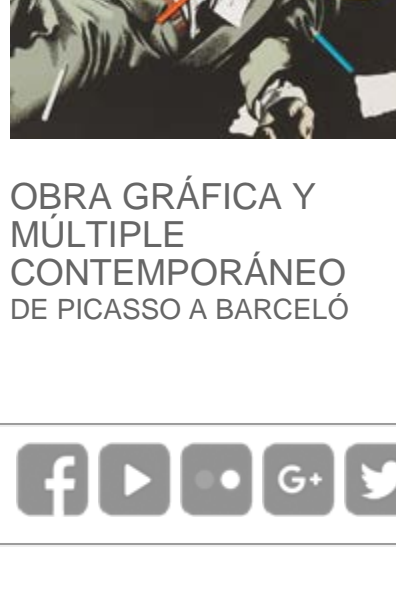 OBRA GRÁFICA Y
MÚLTIPLE
CONTEMPORÁNEO
DE PICASSO A BARCELÓ
f
G+